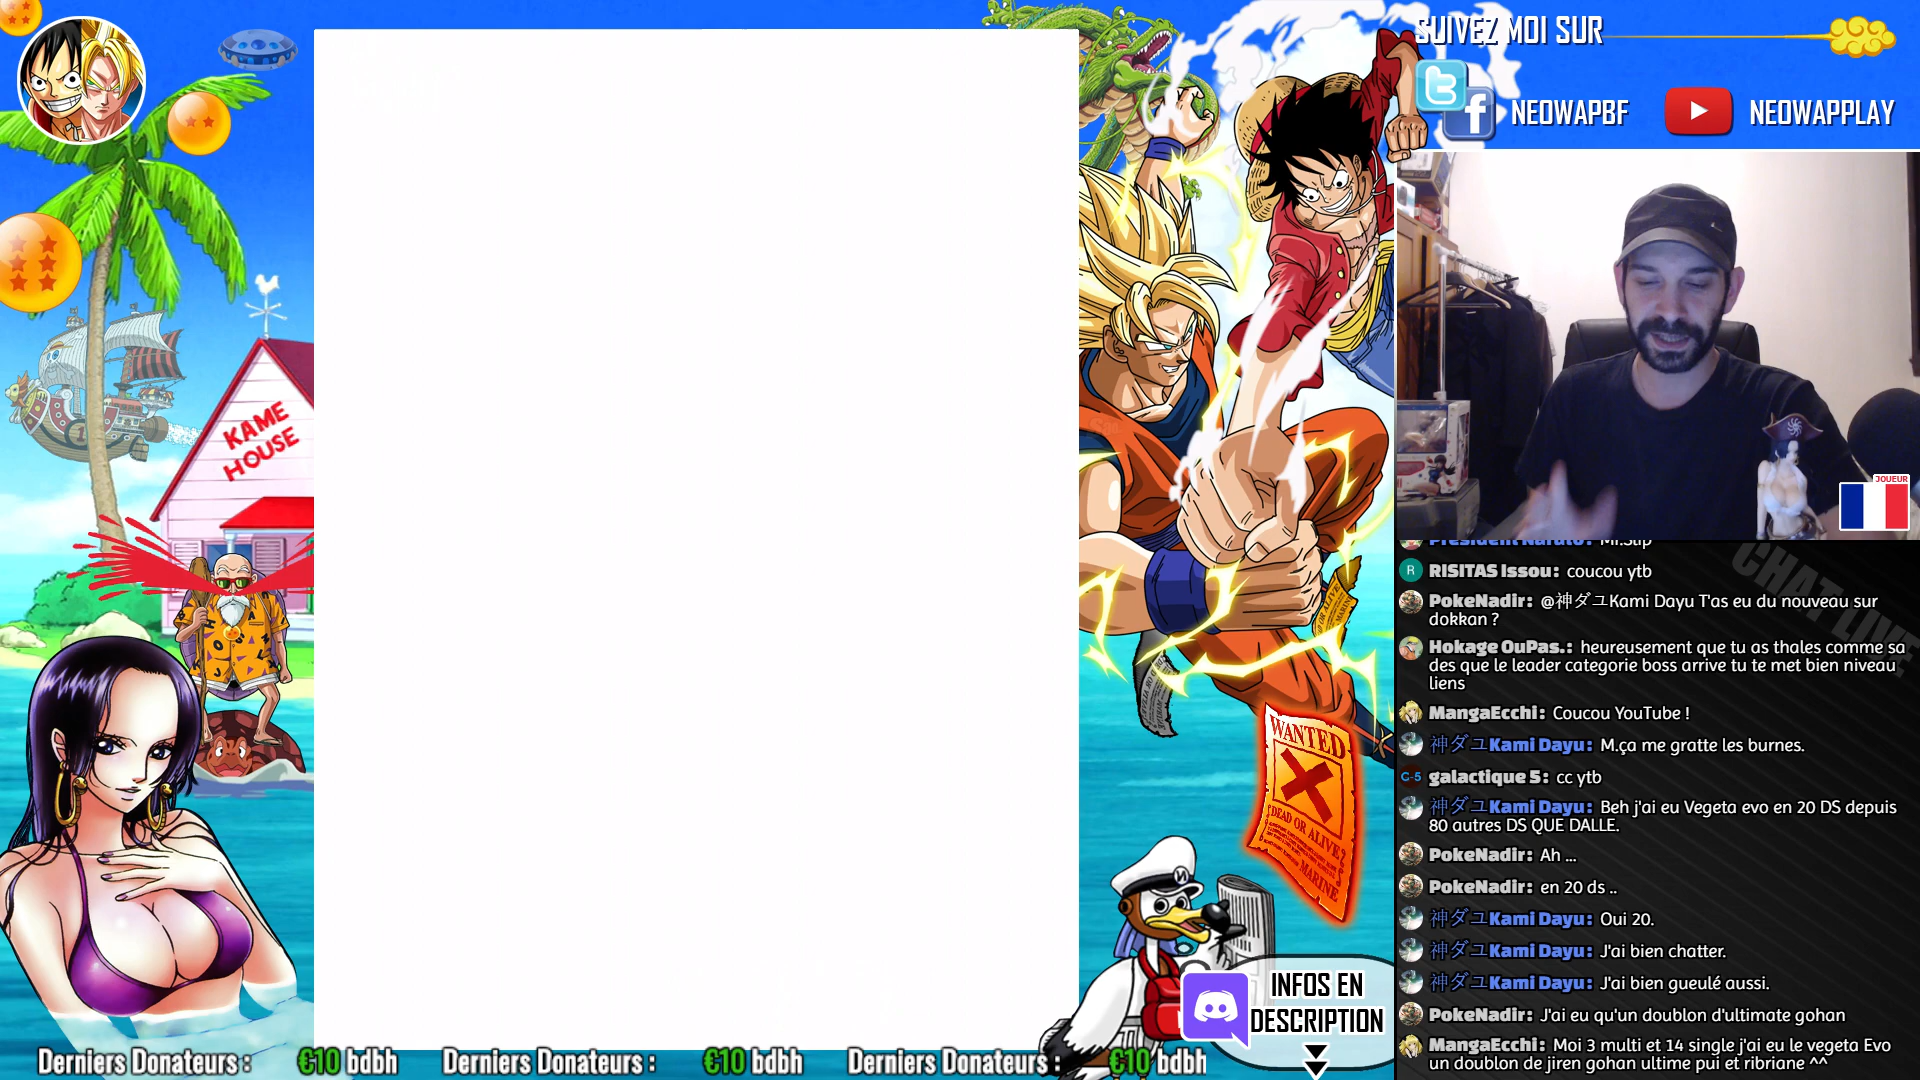 SUIVEZ MOI SUR
NEOWAPBF
NEOWAPPLAY
KAME
HOUSE
JOUEUR
CHAT LIVE
President Naruto: Mr.Slip
RISITAS Issou: coucou ytb
PokeNadir: @神ダユKami Dayu T'as eu du nouveau sur
dokkan ?
Hokage OuPas.: heureusement que tu as thales comme sa
des que le leader categorie boss arrive tu te met bien niveau
liens
MangaEcchi: Coucou YouTube !
神ダユKami Dayu: M.ça me gratte les burnes.
C-5 galactique 5: cc ytb
神ダユKami Dayu: Beh j'ai eu Vegeta evo en 20 DS depuis
80 autres DS QUE DALLE.
PokeNadir: Ah ...
PokeNadir: en 20 ds ..
神ダユKami Dayu: Oui 20.
神ダユKami Dayu: J'ai bien chatter.
神ダユKami Dayu: J'ai bien gueulé aussi.
PokeNadir: J'ai eu qu'un doublon d'ultimate gohan
MangaEcchi: Moi 3 multi et 14 single j'ai eu le vegeta Evo
un doublon de jiren gohan ultime pui et ribriane ^^
WANTED
DEAD OR ALIVE?
MARINE
INFOS EN
DESCRIPTION
Derniers Donateurs : €10 bdbh Derniers Donateurs : €10 bdbh Derniers Donateurs : €10 bdbh